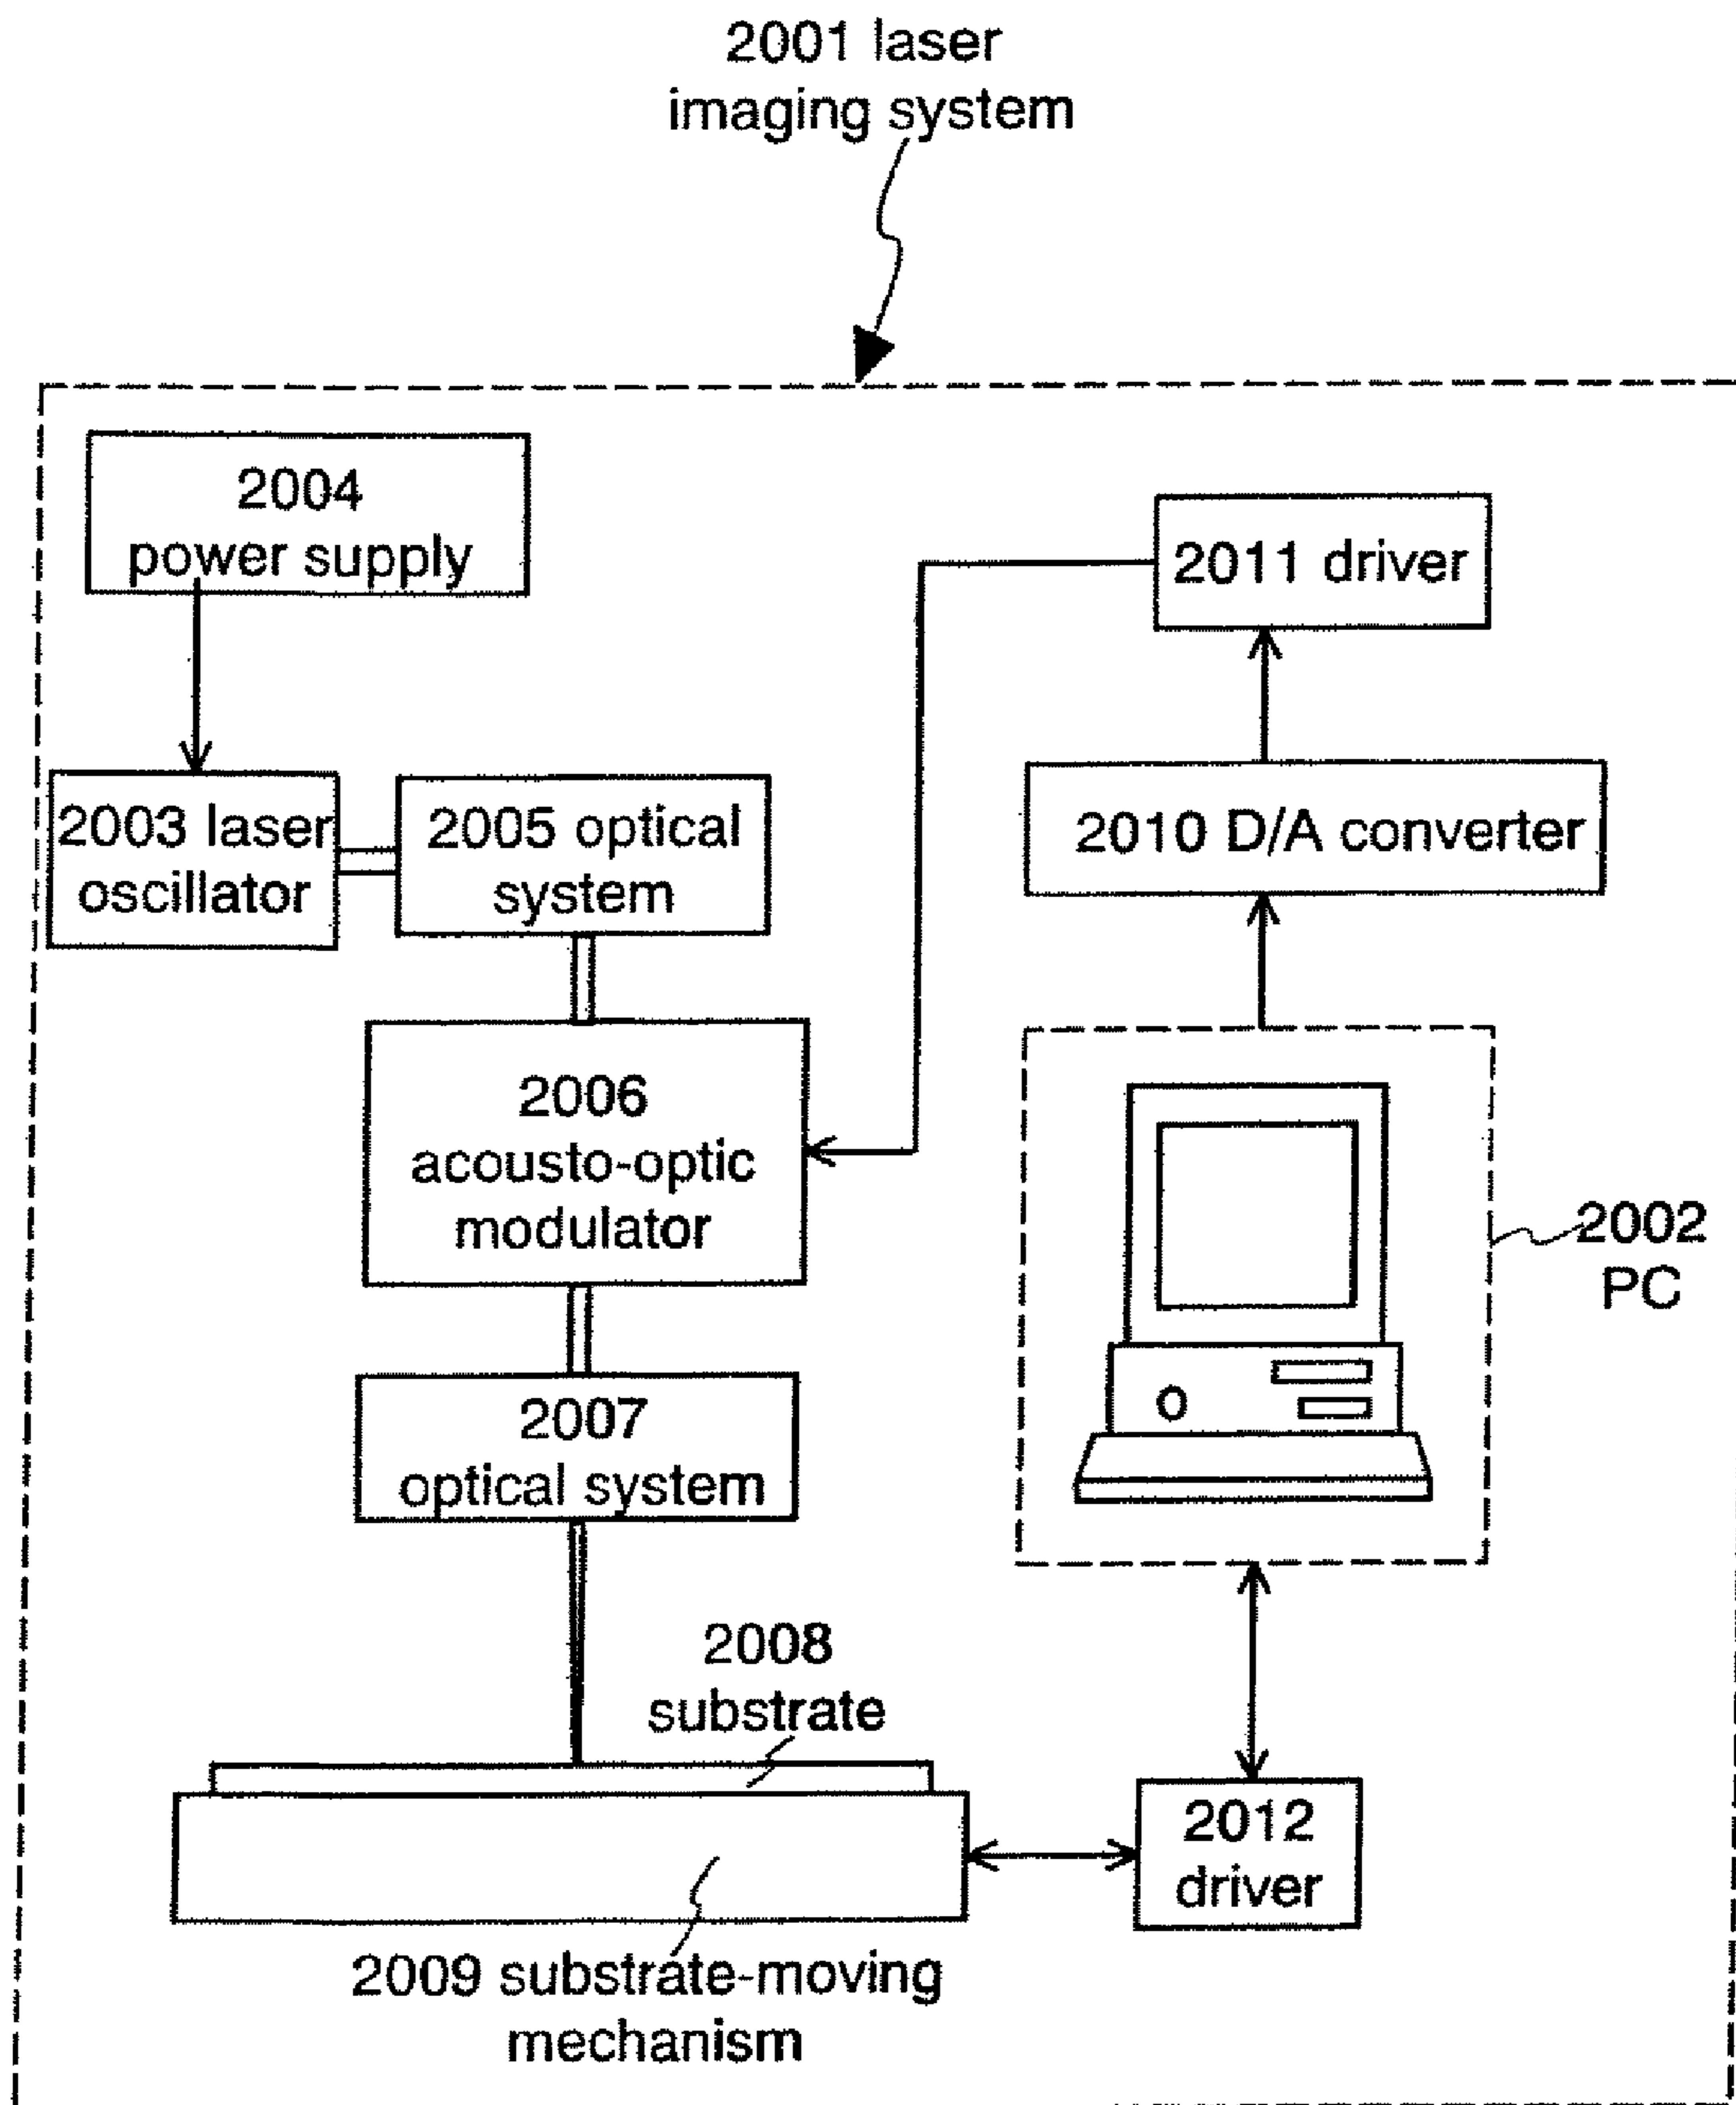 2001 laser
imaging system
2004
power supply
2011 driver
2003 laser
oscillator
2005 optical
system
2010 D/A converter
2006
acousto-optic
modulator
2002
PC
2007
optical system
2008
substrate
2012
driver
2009 substrate-moving
mechanism